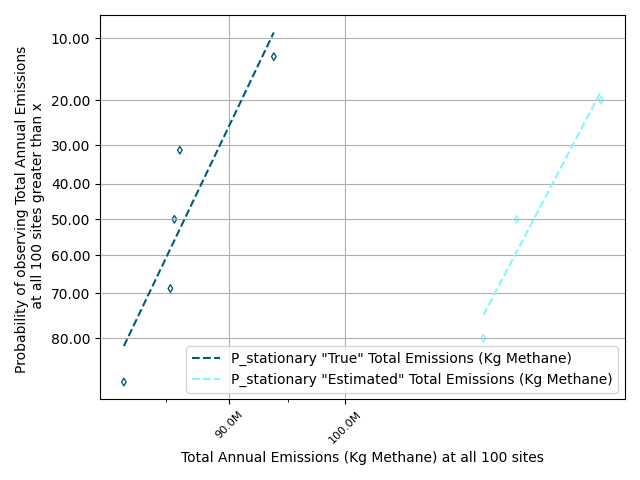 Probability of observing Total Annual Emissions
at all 100 sites greater than x
10.00
20.00
30.00
40.00
50.00
60.00
70.00
80.00
P_stationary "True" Total Emissions (Kg Methane)
P_stationary "Estimated" Total Emissions (Kg Methane)
90.0M
100.0M
Total Annual Emissions (Kg Methane) at all 100 sites